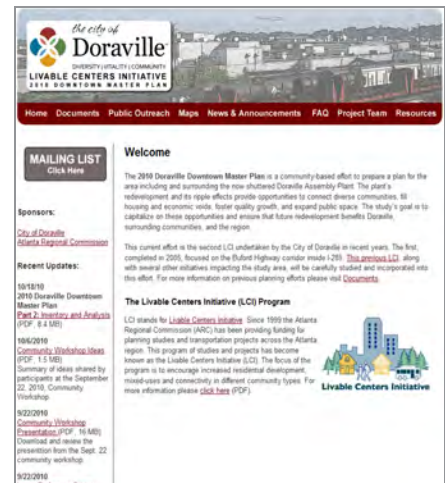 the city of
Doraville
DIVERSITY | VITALITY | COMMUNITY
LIVABLE CENTERS INITIATIVE
2010 DOWNTOWN MASTER PLAN
Home Documents Public Outreach Maps News & Announcements FAQ Project Team Resources
MAILING LIST
Click Here
Sponsors:
City of Doraville
Atlanta Regional Commission
Recent Updates:
10/18/10
2010 Doraville Downtown
Master Plan
Part 2: Inventory and Analysis
(PDF, 8.4 MB)
10/6/2010
Community Workshop Ideas
(PDF, 1.5 MB)
Summary of ideas shared by
participants at the September
22, 2010, Community
Workshop.
9/22/2010
Community Workshop
Presentation (PDF, 16 MB)
Download and review the
presentation from the Sept. 22
community workshop.
9/22/2010
Welcome
The 2010 Doraville Downtown Master Plan is a community-based effort to prepare a plan for the
area including and surrounding the now shuttered Doraville Assembly Plant. The plant's
redevelopment and its ripple effects provide opportunities to connect diverse communities, fill
housing and economic voids, foster quality growth, and expand public space. The study's goal is to
capitalize on these opportunities and ensure that future redevelopment benefits Doraville,
surrounding communities, and the region.
This current effort is the second LCI undertaken by the City of Doraville in recent years. The first,
completed in 2005, focused on the Buford Highway corridor inside I-285. This previous LCI, along
with several other initiatives impacting the study area, will be carefully studied and incorporated into
this effort. For more information on previous planning efforts please visit Documents.
The Livable Centers Initiative (LCI) Program
LCI stands for Livable Centers Initiative. Since 1999 the Atlanta
Regional Commission (ARC) has been providing funding for
planning studies and transportation projects across the Atlanta
region. This program of studies and projects has become
known as the Livable Centers Initiative (LCI). The focus of the
program is to encourage increased residential development,
mixed-uses and connectivity in different community types. For
more information please click here (PDF).
Livable Centers Initiative